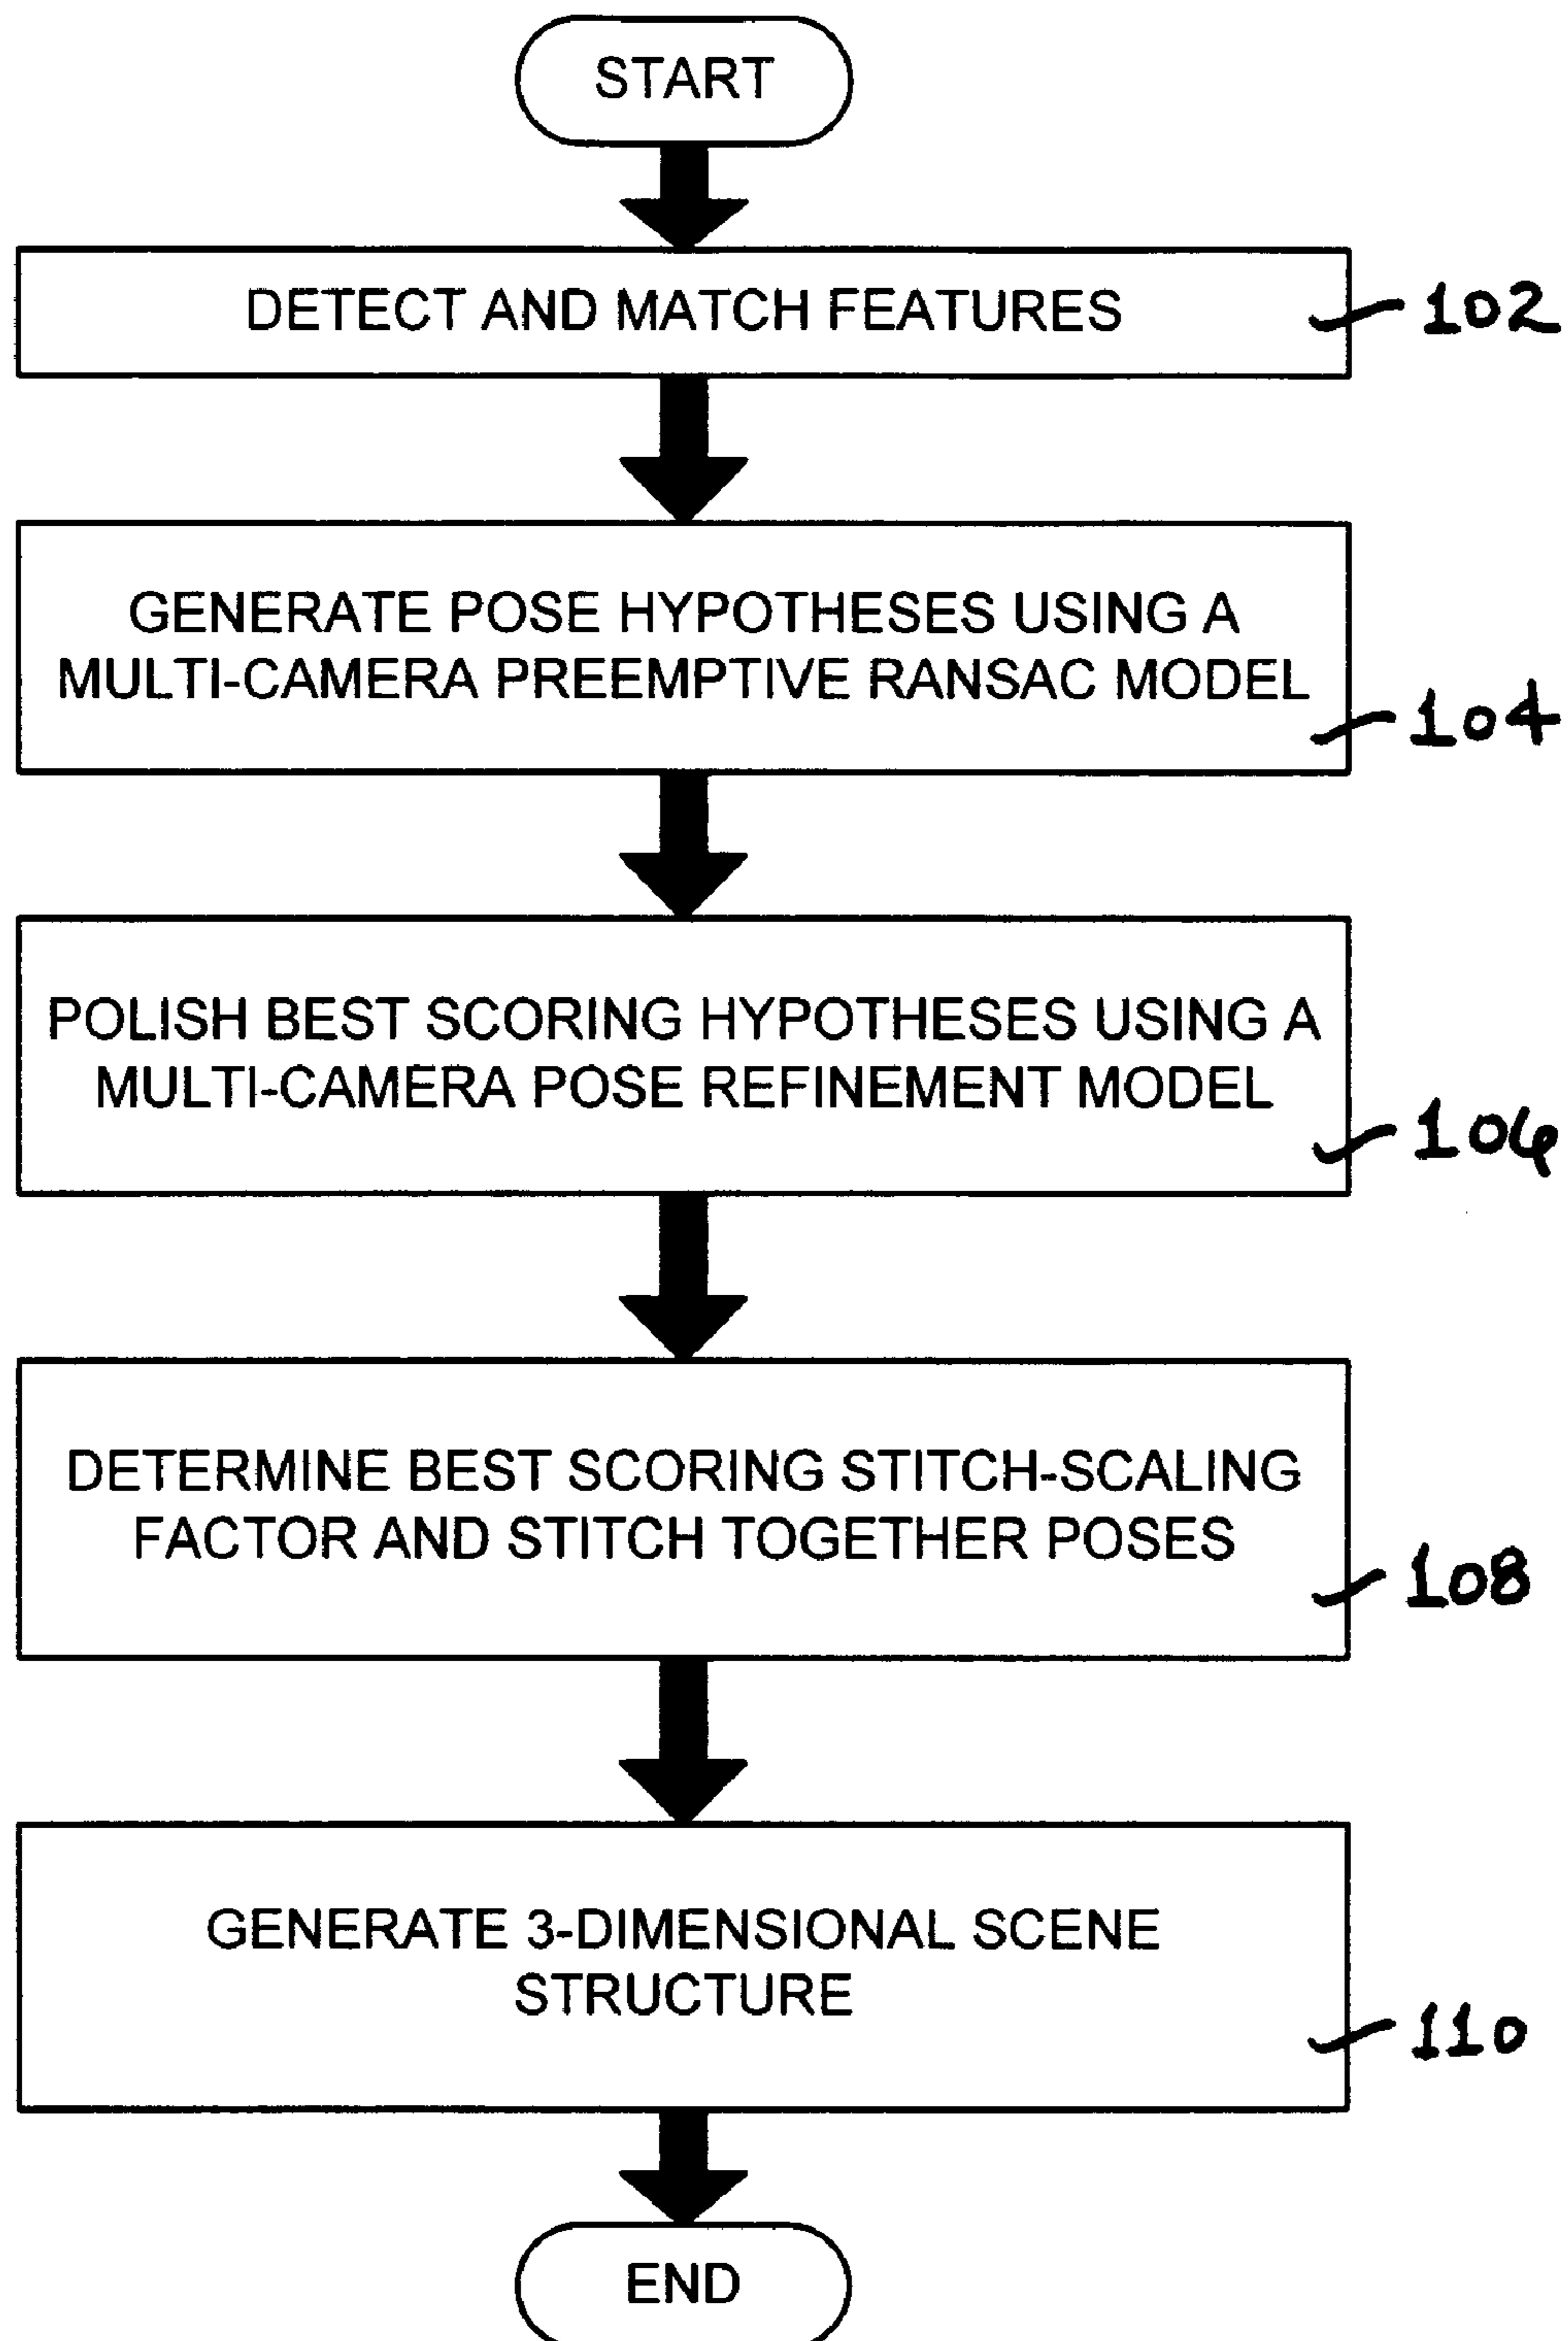 START
DETECT AND MATCH FEATURES
102
GENERATE POSE HYPOTHESES USING A
MULTI-CAMERA PREEMPTIVE RANSAC MODEL
104
POLISH BEST SCORING HYPOTHESES USING A
MULTI-CAMERA POSE REFINEMENT MODEL
106
DETERMINE BEST SCORING STITCH-SCALING
FACTOR AND STITCH TOGETHER POSES
108
GENERATE 3-DIMENSIONAL SCENE
STRUCTURE
110
END